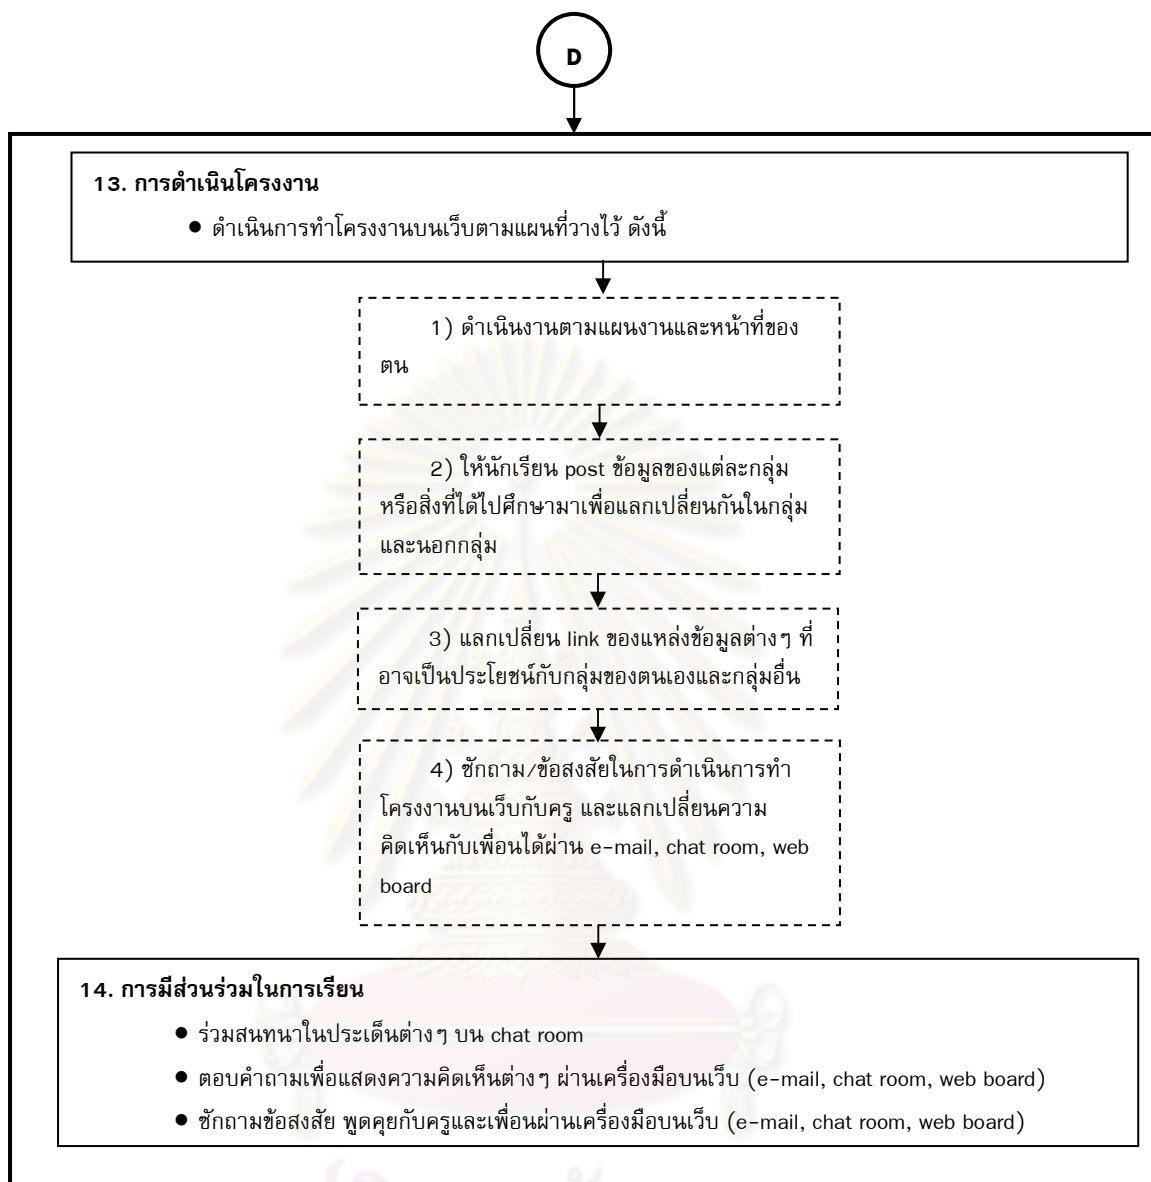 D
13. การดำเนินโครงงาน
● ดำเนินการทำโครงงานบนเว็บตามแผนที่วางไว้ ดังนี้
1) ดำเนินงานตามแผนงานและหน้าที่ของ
ตน
2) ให้นักเรียน post ข้อมูลของแต่ละกลุ่ม
หรือสิ่งที่ได้ไปศึกษามาเพื่อแลกเปลี่ยนกันในกลุ่ม
และนอกกลุ่ม
3) แลกเปลี่ยน link ของแหล่งข้อมูลต่างๆ ที่
อาจเป็นประโยชน์กับกลุ่มของตนเองและกลุ่มอื่น
4) ซักถาม/ข้อสงสัยในการดำเนินการทำ
โครงงานบนเว็บกับครู และแลกเปลี่ยนความ
คิดเห็นกับเพื่อนได้ผ่าน e-mail, chat room, web
board
14. การมีส่วนร่วมในการเรียน
● ร่วมสนทนาในประเด็นต่างๆ บน chat room
● ตอบคำถามเพื่อแสดงความคิดเห็นต่างๆ ผ่านเครื่องมือบนเว็บ (e-mail, chat room, web board)
● ซักถามข้อสงสัย พูดคุยกับครูและเพื่อนผ่านเครื่องมือบนเว็บ (e-mail, chat room, web board)